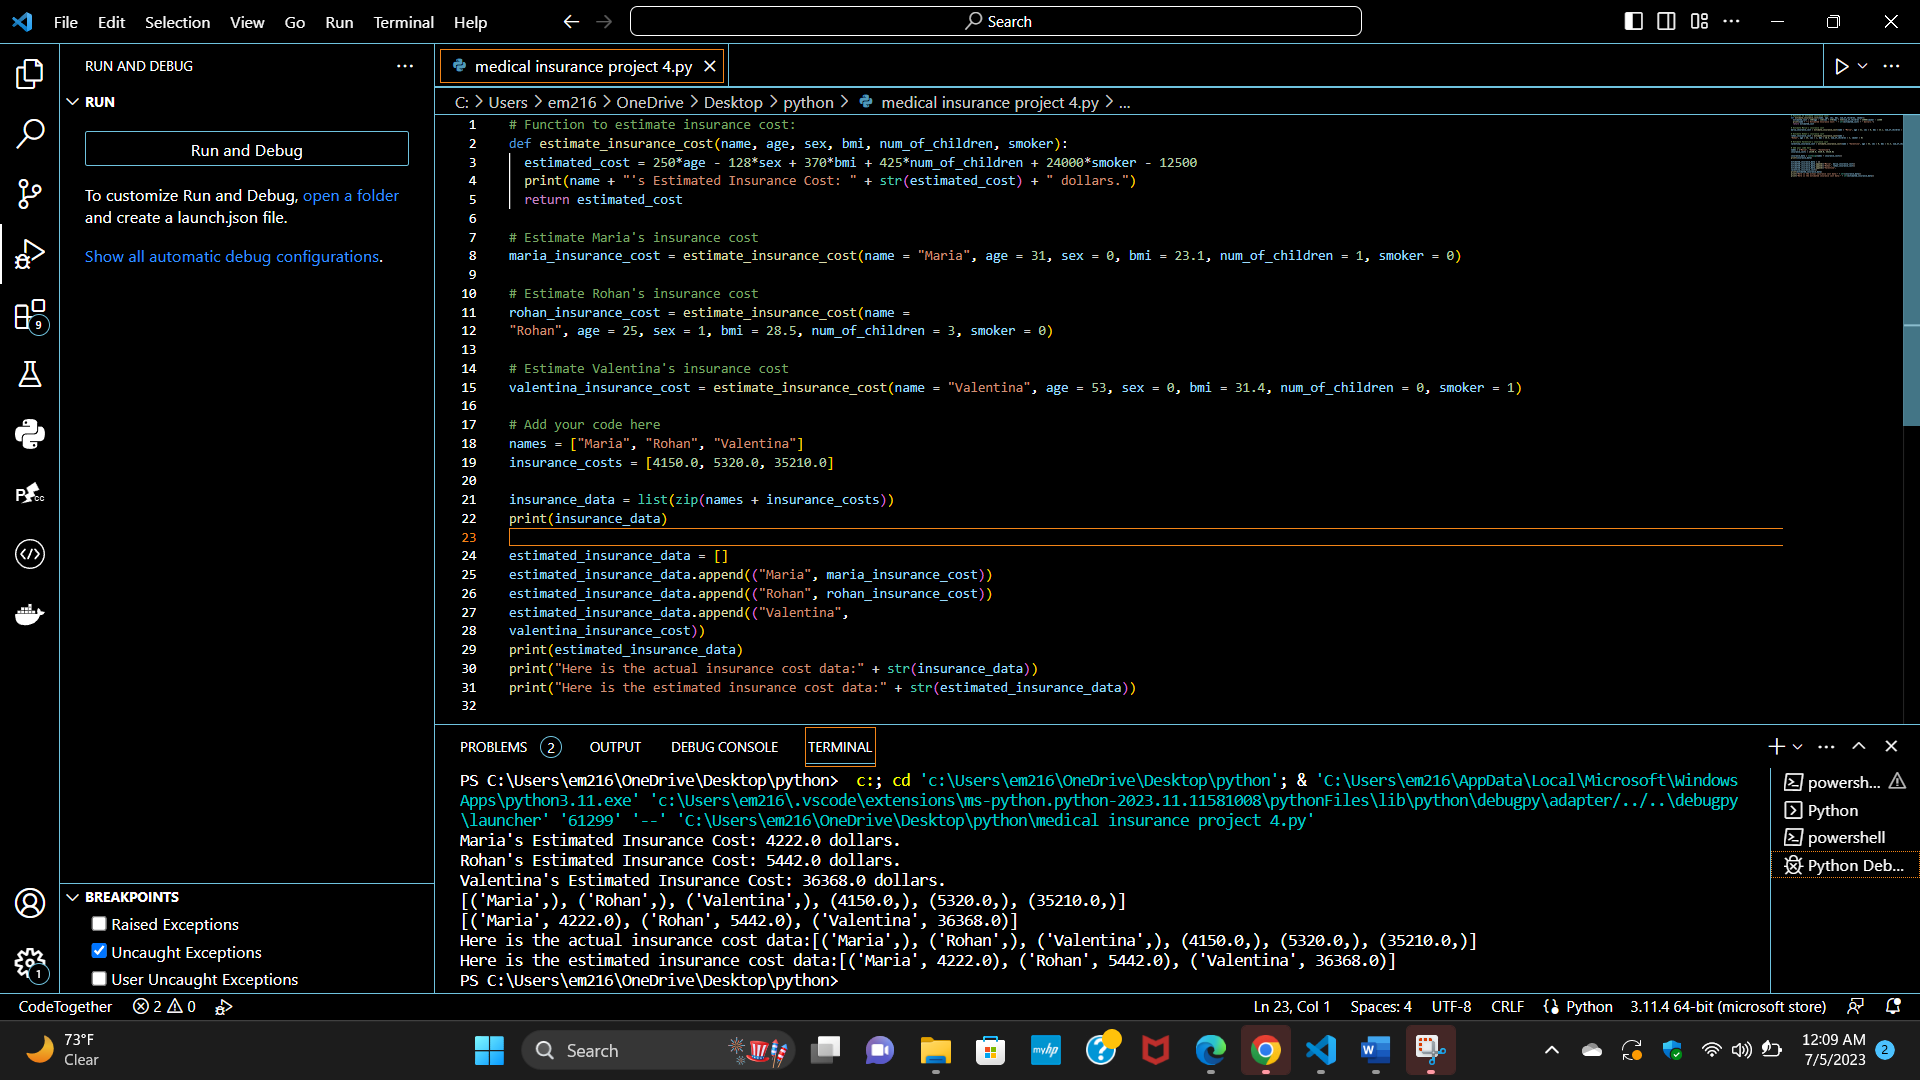 File Edit Selection View Go Run Terminal Help
Search
RUN AND DEBUG
RUN
Run and Debug
To customize Run and Debug, open a folder
and create a launch.json file.
Show all automatic debug configurations.
9
BREAKPOINTS
Raised Exceptions
Uncaught Exceptions
User Uncaught Exceptions
1
medical insurance project 4.py
C: > Users > em216 > OneDrive > Desktop > python > medical insurance project 4.py > ...
1 # Function to estimate insurance cost:
2 def estimate_insurance_cost(name, age, sex, bmi, num_of_children, smoker):
3 estimated_cost = 250*age - 128*sex + 370*bmi + 425*num_of_children + 24000*smoker - 12500
4 print(name + "'s Estimated Insurance Cost: " + str(estimated_cost) + " dollars.")
5 return estimated_cost
6
7 # Estimate Maria's insurance cost
8 maria_insurance_cost = estimate_insurance_cost(name = "Maria", age = 31, sex = 0, bmi = 23.1, num_of_children = 1, smoker = 0)
9
10 # Estimate Rohan's insurance cost
11 rohan_insurance_cost = estimate_insurance_cost(name =
12 "Rohan", age = 25, sex = 1, bmi = 28.5, num_of_children = 3, smoker = 0)
13
14 # Estimate Valentina's insurance cost
15 valentina_insurance_cost = estimate_insurance_cost(name = "Valentina", age = 53, sex = 0, bmi = 31.4, num_of_children = 0, smoker = 1)
16
17 # Add your code here
18 names = ["Maria", "Rohan", "Valentina"]
19 insurance_costs = [4150.0, 5320.0, 35210.0]
20
21 insurance_data = list(zip(names + insurance_costs))
22 print(insurance_data)
23
24 estimated_insurance_data = []
25 estimated_insurance_data.append(("Maria", maria_insurance_cost))
26 estimated_insurance_data.append(("Rohan", rohan_insurance_cost))
27 estimated_insurance_data.append(("Valentina",
28 valentina_insurance_cost))
29 print(estimated_insurance_data)
30 print("Here is the actual insurance cost data:" + str(insurance_data))
31 print("Here is the estimated insurance cost data:" + str(estimated_insurance_data))
32
PROBLEMS 2 OUTPUT DEBUG CONSOLE TERMINAL
PS C:\Users\em216\OneDrive\Desktop\python> c:; cd 'c:\Users\em216\OneDrive\Desktop\python'; & 'C:\Users\em216\AppData\Local\Microsoft\Windows
Apps\python3.11.exe' 'c:\Users\em216\.vscode\extensions\ms-python.python-2023.11.11581008\pythonFiles\lib\python\debugpy\adapter/../..\debugpy
\launcher' '61299' '--' 'C:\Users\em216\OneDrive\Desktop\python\medical insurance project 4.py'
Maria's Estimated Insurance Cost: 4222.0 dollars.
Rohan's Estimated Insurance Cost: 5442.0 dollars.
Valentina's Estimated Insurance Cost: 36368.0 dollars.
[('Maria',), ('Rohan',), ('Valentina',), (4150.0,), (5320.0,), (35210.0,)]
[('Maria', 4222.0), ('Rohan', 5442.0), ('Valentina', 36368.0)]
Here is the actual insurance cost data:[('Maria',), ('Rohan',), ('Valentina',), (4150.0,), (5320.0,), (35210.0,)]
Here is the estimated insurance cost data:[('Maria', 4222.0), ('Rohan', 5442.0), ('Valentina', 36368.0)]
PS C:\Users\em216\OneDrive\Desktop\python>
powersh...
Python
powershell
Python Deb...
CodeTogether 2 0 Ln 23, Col 1 Spaces: 4 UTF-8 CRLF Python 3.11.4 64-bit (microsoft store)
73°F
Clear
Search
myhp
12:09 AM
7/5/2023
2